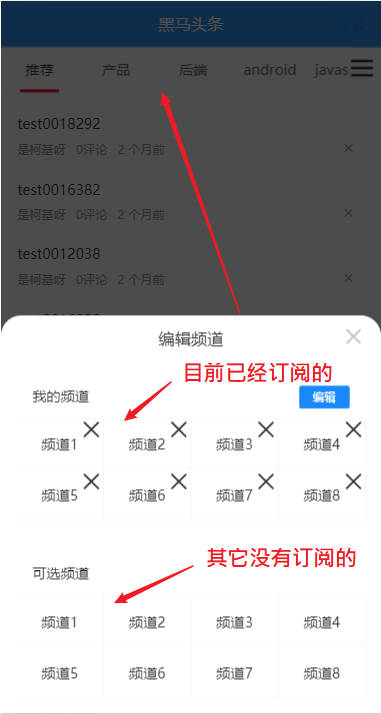 黑马头条
推荐 产品 后端 android javas
test0018292
是柯基呀 0评论 2 个月前
test0016382
是柯基呀 0评论 2 个月前
test0012038
是柯基呀 0评论 2 个月前
编辑频道
目前已经订阅的
我的频道 编辑
频道1 频道2 频道3 频道4
频道5 频道6 频道7 频道8
其它没有订阅的
可选频道
频道1 频道2 频道3 频道4
频道5 频道6 频道7 频道8